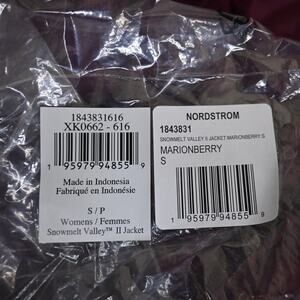 1843831616
XK0662 - 616
1 95979 94855 9
Made in Indonesia
Fabriqué en Indonésie
S / P
Womens / Femmes
Snowmelt Valley™ II Jacket
NORDSTROM
1843831
SNOWMELT VALLEY II JACKET:MARIONBERRY:S
MARIONBERRY
S
1 95979 94855 9